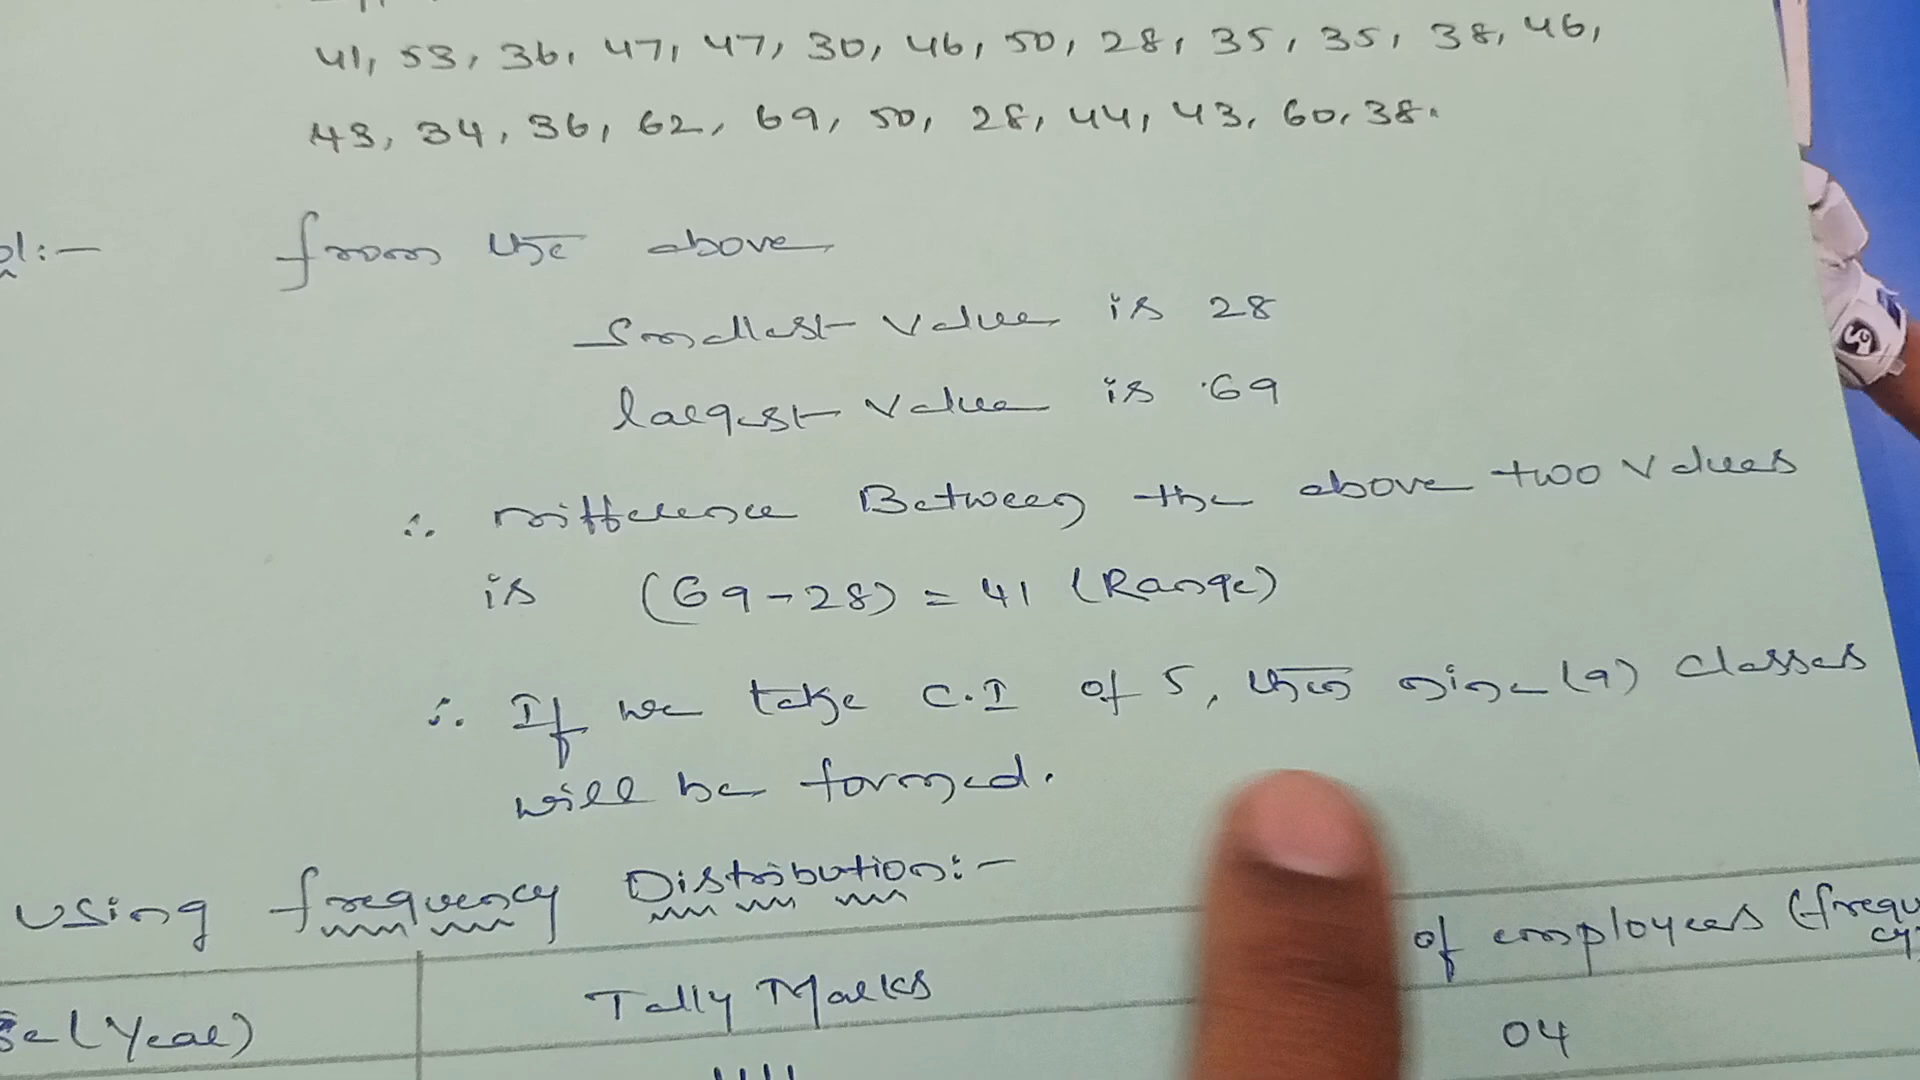 41, 53, 36, 47, 47, 30, 46, 50, 28, 35, 35, 38, 46,
43, 34, 36, 62, 69, 50, 28, 44, 43, 60, 38.
ol:- from the above
Smallest value is 28
largest value is 69
∴ Difference Between the above two values
is (69-28) = 41 (Range)
∴ If we take C.I of 5, then nine (9) classes
will be formed.
using frequency Distribution:-
(Year) Tally Marks of employees (frequ
cy)
04